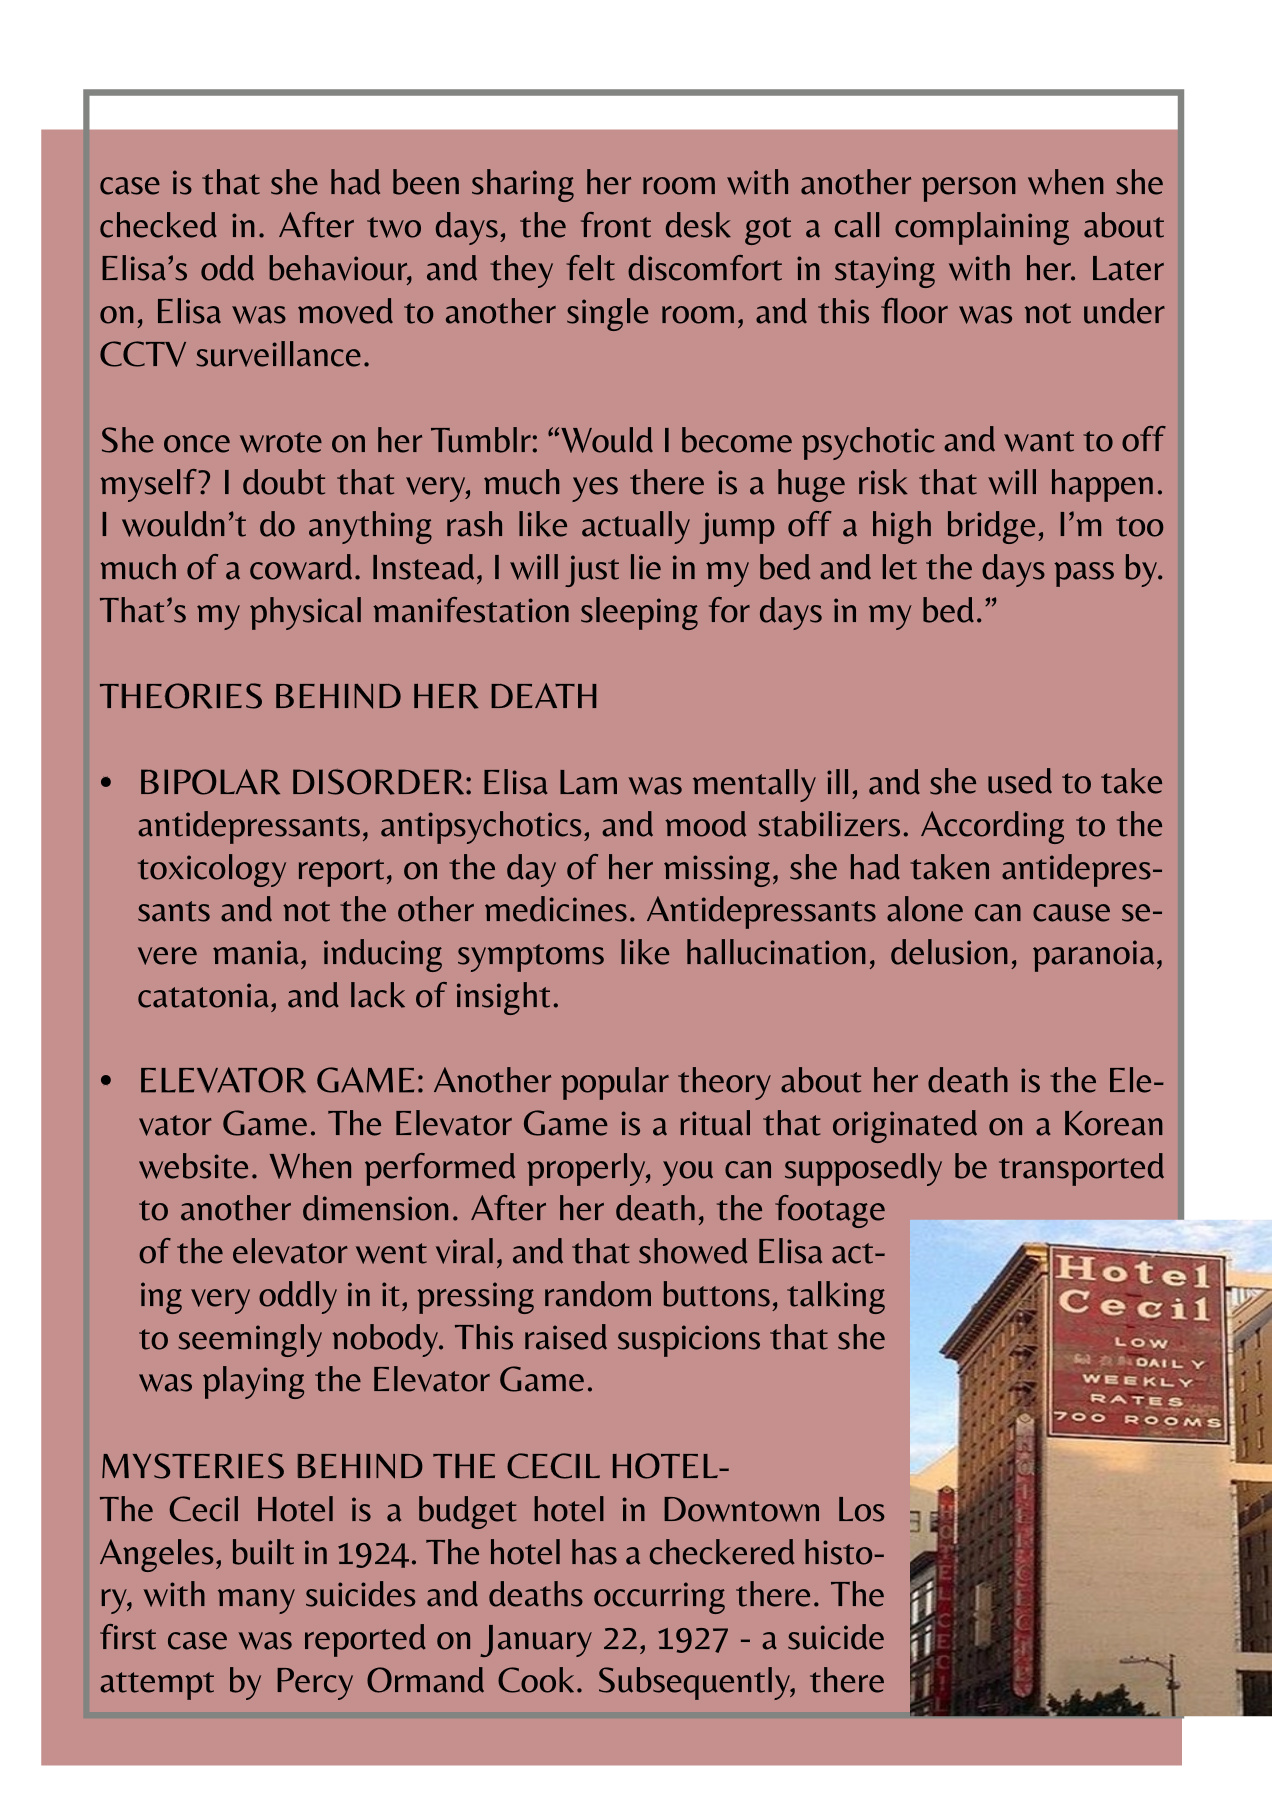 case is that she had been sharing her room with another person when she
checked in. After two days, the front desk got a call complaining about
Elisa’s odd behaviour, and they felt discomfort in staying with her. Later
on, Elisa was moved to another single room, and this floor was not under
CCTV surveillance.
She once wrote on her Tumblr: “Would I become psychotic and want to off
myself? I doubt that very, much yes there is a huge risk that will happen.
I wouldn’t do anything rash like actually jump off a high bridge, I’m too
much of a coward. Instead, I will just lie in my bed and let the days pass by.
That’s my physical manifestation sleeping for days in my bed.”
THEORIES BEHIND HER DEATH
• BIPOLAR DISORDER: Elisa Lam was mentally ill, and she used to take
antidepressants, antipsychotics, and mood stabilizers. According to the
toxicology report, on the day of her missing, she had taken antidepres-
sants and not the other medicines. Antidepressants alone can cause se-
vere mania, inducing symptoms like hallucination, delusion, paranoia,
catatonia, and lack of insight.
• ELEVATOR GAME: Another popular theory about her death is the Ele-
vator Game. The Elevator Game is a ritual that originated on a Korean
website. When performed properly, you can supposedly be transported
to another dimension. After her death, the footage
of the elevator went viral, and that showed Elisa act-
ing very oddly in it, pressing random buttons, talking
to seemingly nobody. This raised suspicions that she
was playing the Elevator Game.
MYSTERIES BEHIND THE CECIL HOTEL-
The Cecil Hotel is a budget hotel in Downtown Los
Angeles, built in 1924. The hotel has a checkered histo-
ry, with many suicides and deaths occurring there. The
first case was reported on January 22, 1927 - a suicide
attempt by Percy Ormand Cook. Subsequently, there
Hotel
Cecil
LOW
DAILY
WEEKLY
RATES
700 ROOMS
HOTEL CECIL
HOTEL CECIL